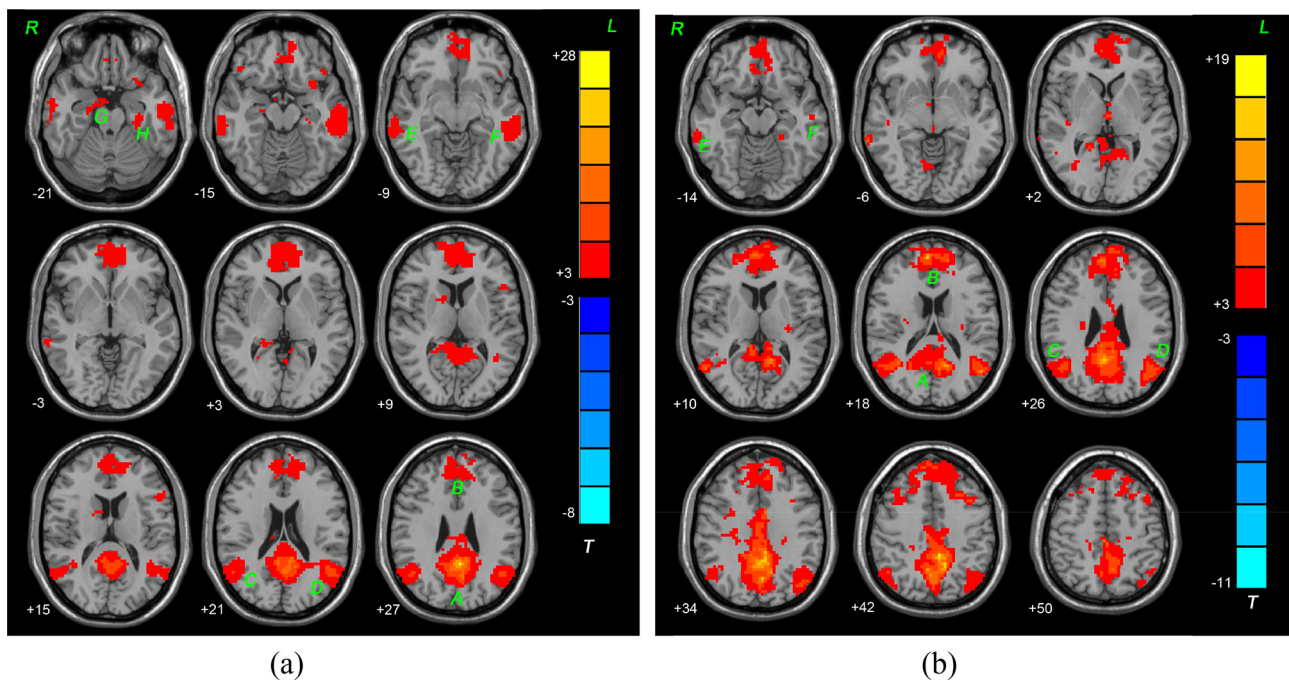 R
L
G
H
E
F
-21
-15
-9
+28
+3
-3
-8
T
-3
+3
+9
B
C
D
A
+15
+21
+27
(a)
R
L
E
F
-14
-6
+2
+19
+3
-3
-11
T
B
C
D
A
+10
+18
+26
+34
+42
+50
(b)